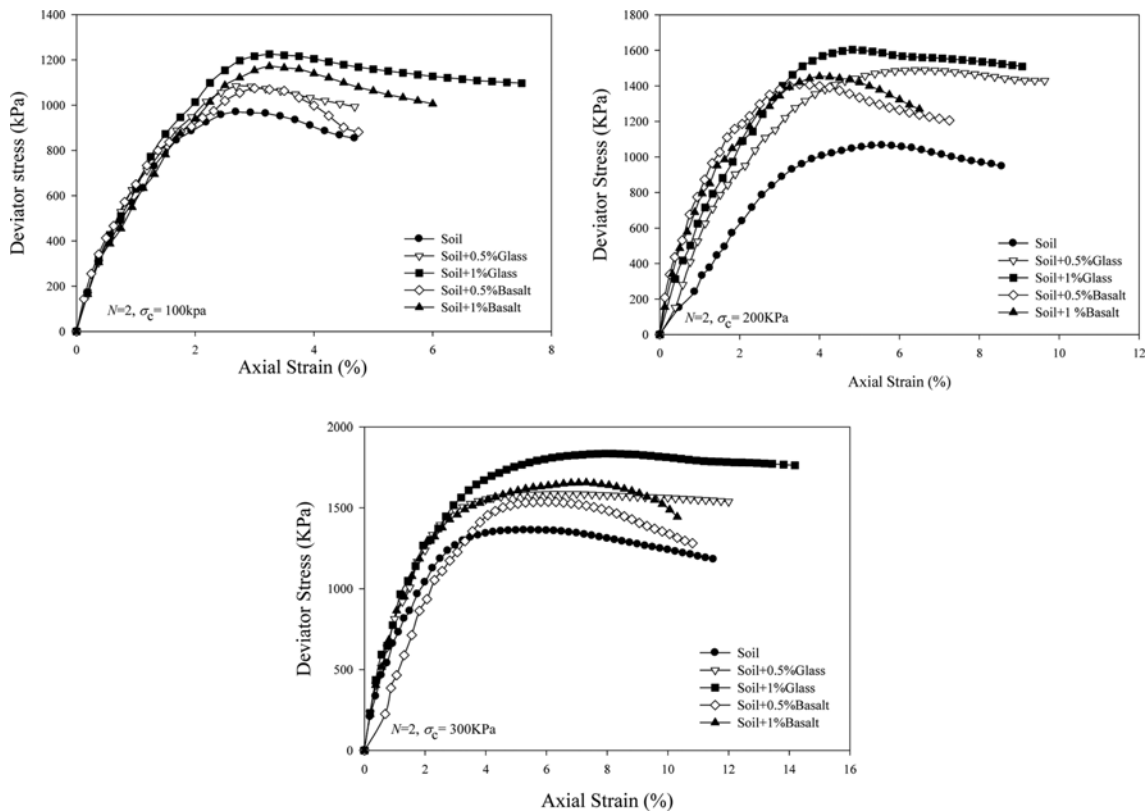 Deviator stress (kPa)
1400
1200
1000
800
600
400
200
0
Soil
Soil+0.5%Glass
Soil+1%Glass
Soil+0.5%Basalt
Soil+1%Basalt
N=2, σc = 100kpa
0 2 4 6 8
Axial Strain (%)
Deviator Stress (KPa)
1800
1600
1400
1200
1000
800
600
400
200
0
Soil
Soil+0.5%Glass
Soil+1%Glass
Soil+0.5%Basalt
Soil+1 %Basalt
N=2, σc = 200KPa
0 2 4 6 8 10 12
Axial Strain (%)
Deviator Stress (KPa)
2000
1500
1000
500
0
Soil
Soil+0.5%Glass
Soil+1%Glass
Soil+0.5%Basalt
Soil+1%Basalt
N=2, σc = 300KPa
0 2 4 6 8 10 12 14 16
Axial Strain (%)